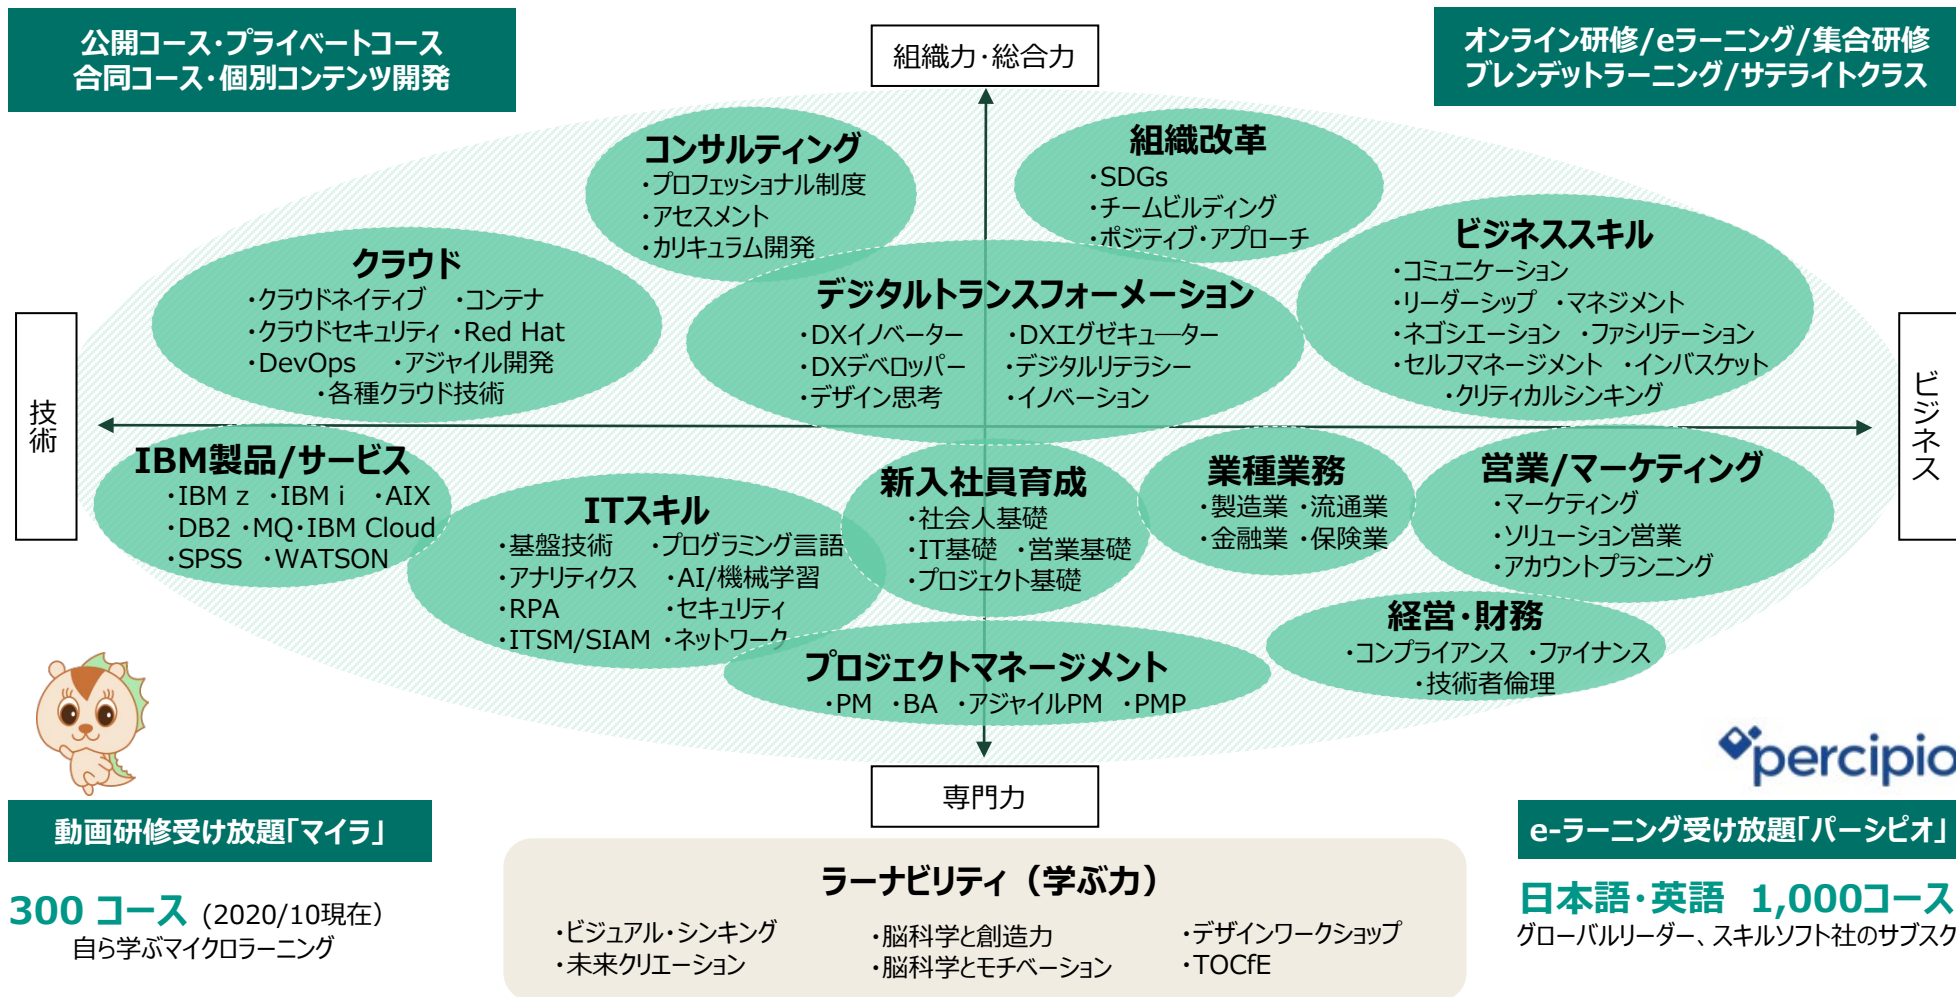 公開コース・プライベートコース
合同コース・個別コンテンツ開発
組織力・総合力
オンライン研修/eラーニング/集合研修
ブレンデットラーニング/サテライトクラス
コンサルティング
・プロフェッショナル制度
・アセスメント
・カリキュラム開発
組織改革
・SDGs
・チームビルディング
・ポジティブ・アプローチ
クラウド
・クラウドネイティブ ・コンテナ
・クラウドセキュリティ ・Red Hat
・DevOps ・アジャイル開発
・各種クラウド技術
デジタルトランスフォーメーション
・DXイノベーター ・DXエグゼキューター
・DXデベロッパー ・デジタルリテラシー
・デザイン思考 ・イノベーション
ビジネススキル
・コミュニケーション
・リーダーシップ ・マネジメント
・ネゴシエーション ・ファシリテーション
・セルフマネージメント ・インバスケット
・クリティカルシンキング
技術
ビジネス
IBM製品/サービス
・IBM z ・IBM i ・AIX
・DB2 ・MQ・IBM Cloud
・SPSS ・WATSON
ITスキル
・基盤技術 ・プログラミング言語
・アナリティクス ・AI/機械学習
・RPA ・セキュリティ
・ITSM/SIAM ・ネットワーク
新入社員育成
・社会人基礎
・IT基礎 ・営業基礎
・プロジェクト基礎
業種業務
・製造業 ・流通業
・金融業 ・保険業
営業/マーケティング
・マーケティング
・ソリューション営業
・アカウントプランニング
経営・財務
・コンプライアンス ・ファイナンス
・技術者倫理
プロジェクトマネージメント
・PM ・BA ・アジャイルPM ・PMP
専門力
percipio
動画研修受け放題「マイラ」
300 コース (2020/10現在)
自ら学ぶマイクロラーニング
ラーナビリティ（学ぶ力）
・ビジュアル・シンキング ・脳科学と創造力 ・デザインワークショップ
・未来クリエーション ・脳科学とモチベーション ・TOCfE
e-ラーニング受け放題「パーシピオ」
日本語・英語 1,000コース
グローバルリーダー、スキルソフト社のサブスク